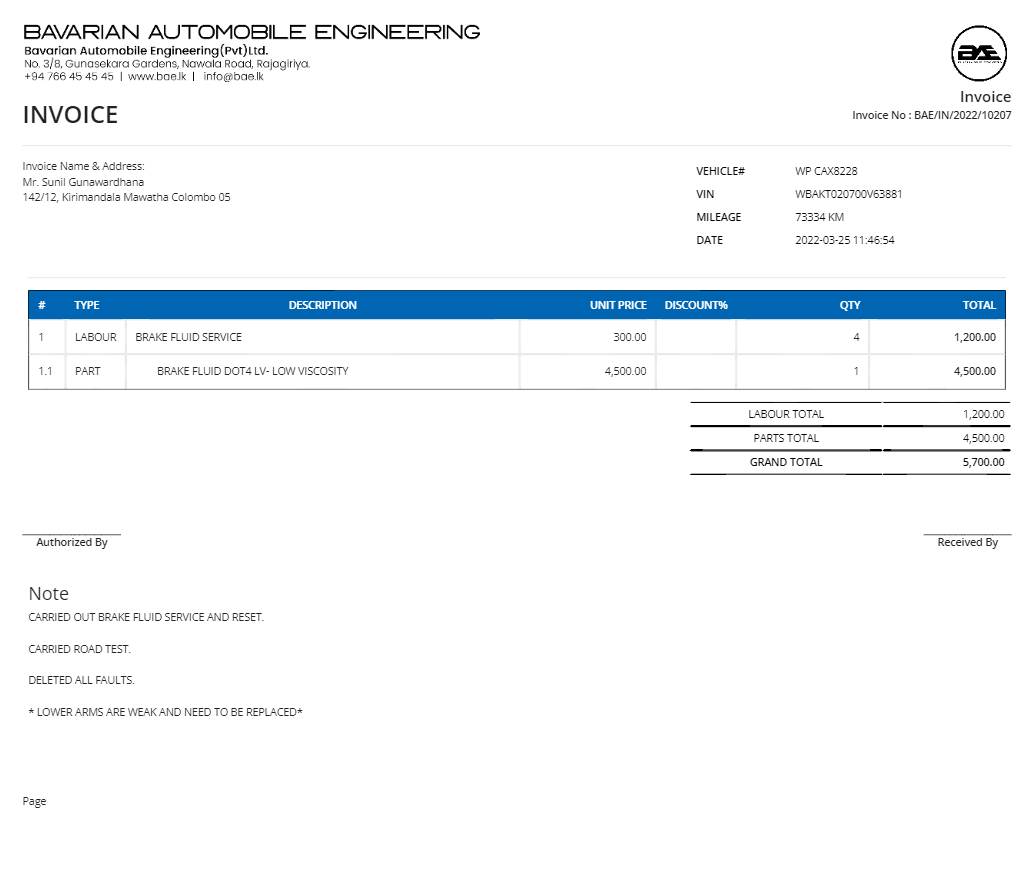 BAVARIAN AUTOMOBILE ENGINEERING
Bavarian Automobile Engineering(Pvt)Ltd.
No. 3/8, Gunasekara Gardens, Nawala Road, Rajagiriya.
+94 766 45 45 45 | www.bae.lk | info@bae.lk
BAE
Invoice
INVOICE
Invoice No : BAE/IN/2022/10207
Invoice Name & Address:
Mr. Sunil Gunawardhana
142/12, Kirimandala Mawatha Colombo 05
VEHICLE# WP CAX8228
VIN WBAKT020700V63881
MILEAGE 73334 KM
DATE 2022-03-25 11:46:54
# TYPE DESCRIPTION UNIT PRICE DISCOUNT% QTY TOTAL
1 LABOUR BRAKE FLUID SERVICE 300.00 4 1,200.00
1.1 PART BRAKE FLUID DOT4 LV- LOW VISCOSITY 4,500.00 1 4,500.00
LABOUR TOTAL 1,200.00
PARTS TOTAL 4,500.00
GRAND TOTAL 5,700.00
Authorized By Received By
Note
CARRIED OUT BRAKE FLUID SERVICE AND RESET.
CARRIED ROAD TEST.
DELETED ALL FAULTS.
* LOWER ARMS ARE WEAK AND NEED TO BE REPLACED*
Page